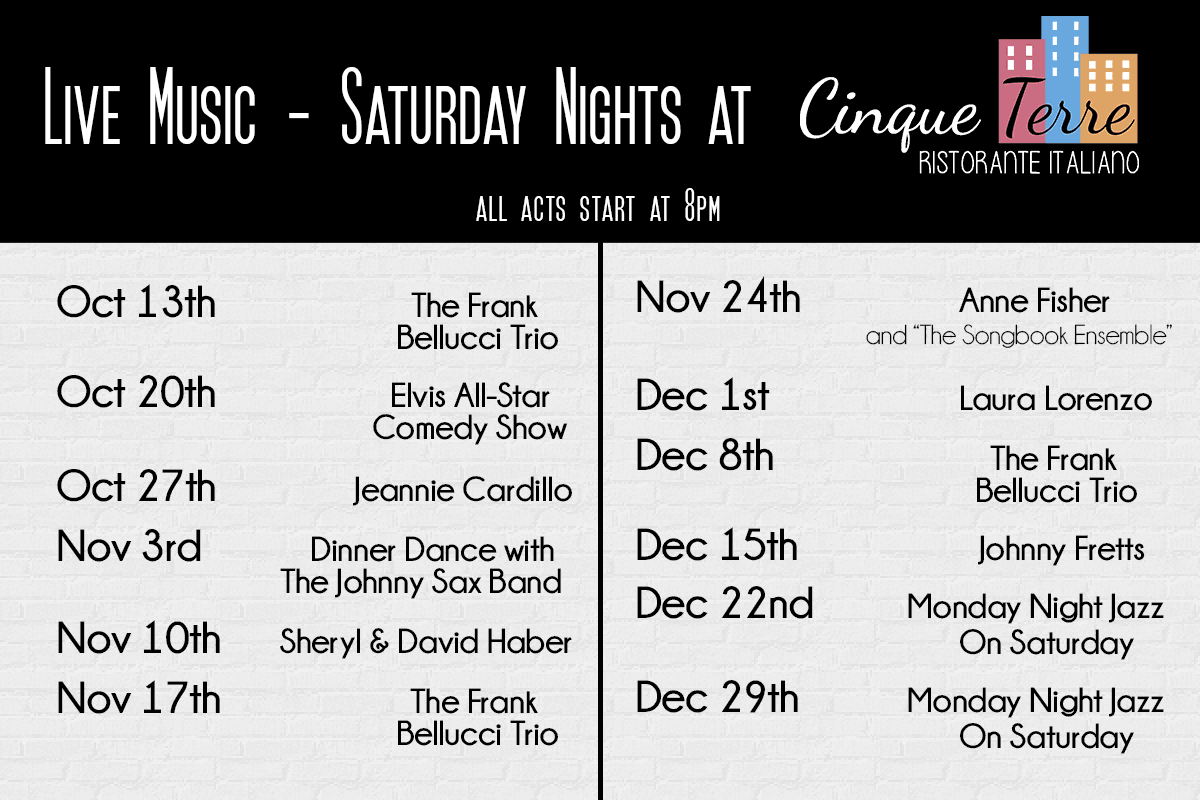 Live Music - Saturday Nights at Cinque Terre
RISTORANTE ITALIANO
ALL ACTS START AT 8PM
Oct 13th The Frank
Bellucci Trio
Oct 20th Elvis All-Star
Comedy Show
Oct 27th Jeannie Cardillo
Nov 3rd Dinner Dance with
The Johnny Sax Band
Nov 10th Sheryl & David Haber
Nov 17th The Frank
Bellucci Trio
Nov 24th Anne Fisher
and "The Songbook Ensemble"
Dec 1st Laura Lorenzo
Dec 8th The Frank
Bellucci Trio
Dec 15th Johnny Fretts
Dec 22nd Monday Night Jazz
On Saturday
Dec 29th Monday Night Jazz
On Saturday